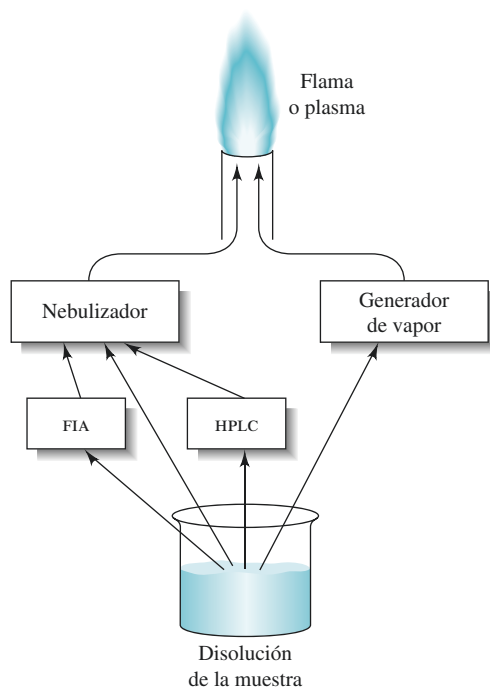 Flama
o plasma
Nebulizador
Generador
de vapor
FIA
HPLC
Disolución
de la muestra